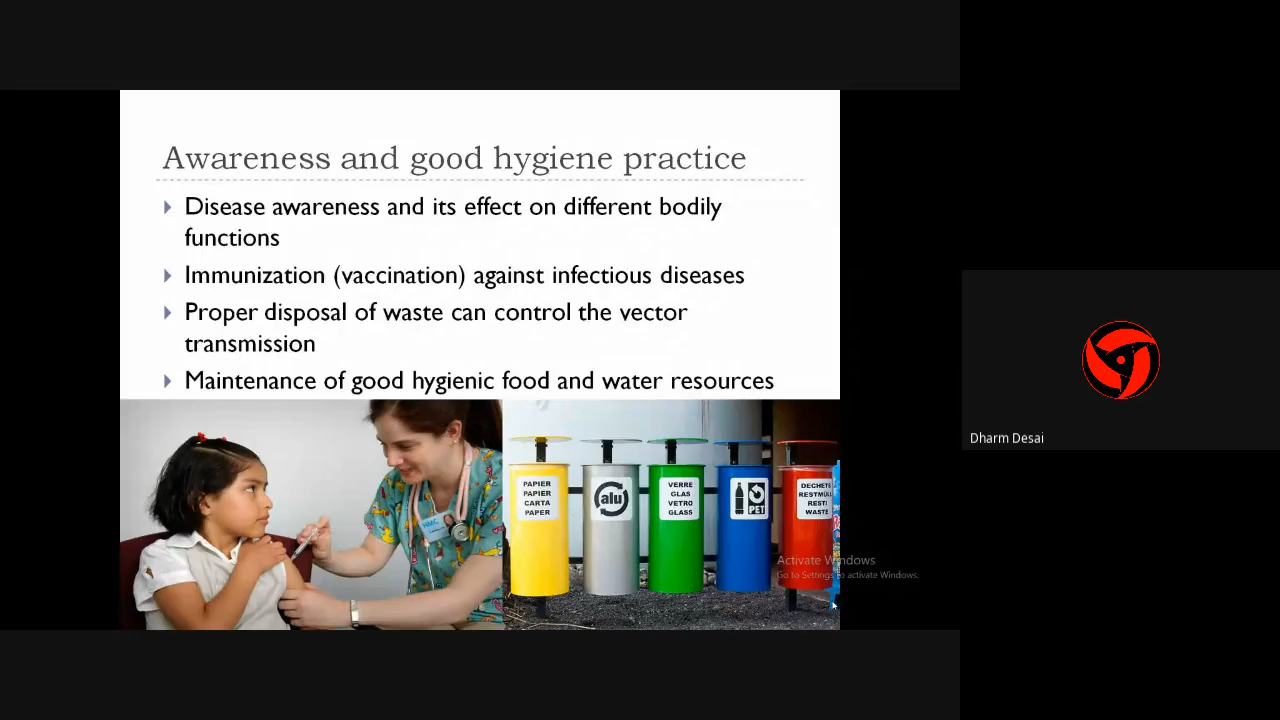 Awareness and good hygiene practice
Disease awareness and its effect on different bodily
functions
Immunization (vaccination) against infectious diseases
Proper disposal of waste can control the vector
transmission
Maintenance of good hygienic food and water resources
HMC
PAPIER
PAPIER
CARTA
PAPER
alu
VERRE
GLAS
VETRO
GLASS
PET
DECHETS
RESTMÜLL
RESTI
WASTE
Activate Windows
Go to Settings to activate Windows.
Dharm Desai